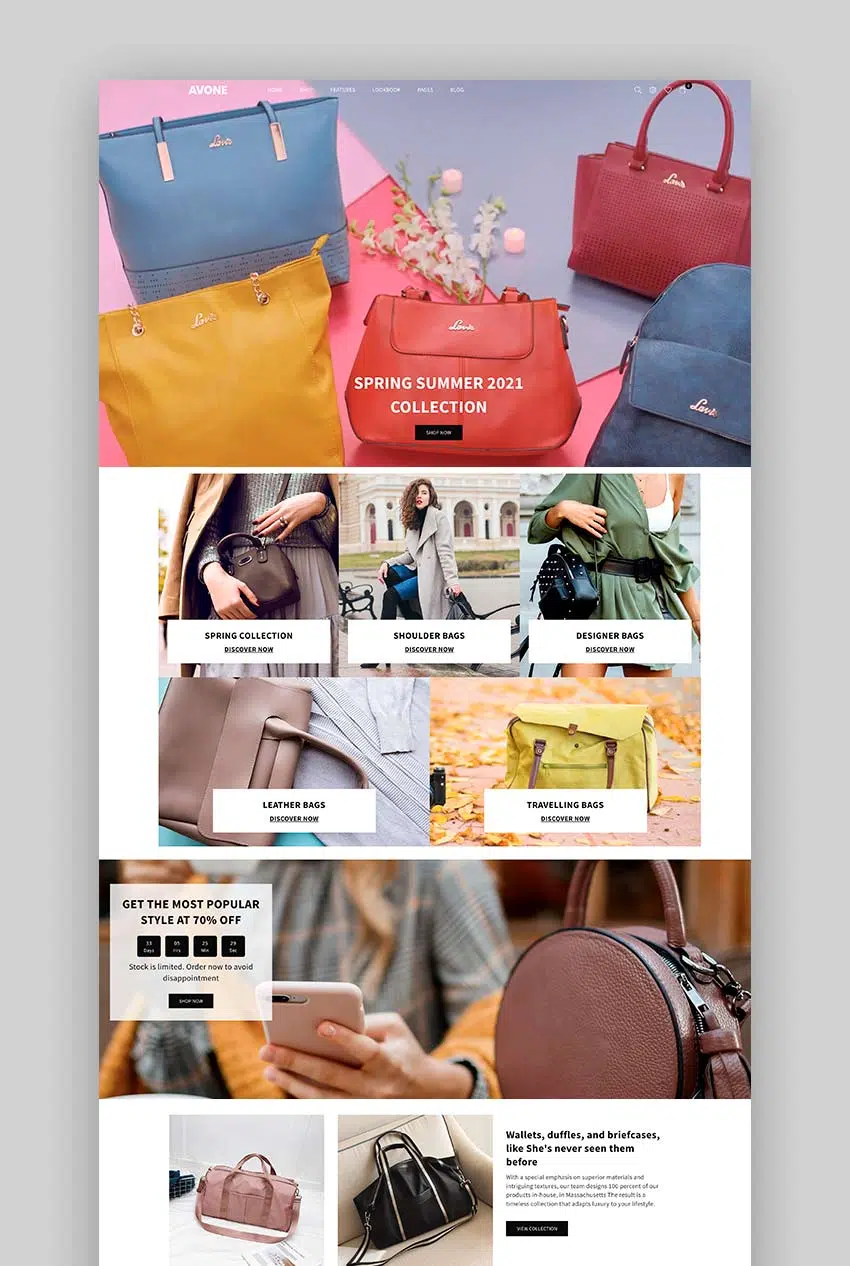 AVONE HOME SHOP FEATURES LOOKBOOK PAGES BLOG
Lavie
Lavie
Lavie
Lavie
Lavie
SPRING SUMMER 2021
COLLECTION
SHOP NOW
SPRING COLLECTION
DISCOVER NOW
SHOULDER BAGS
DISCOVER NOW
DESIGNER BAGS
DISCOVER NOW
LEATHER BAGS
DISCOVER NOW
TRAVELLING BAGS
DISCOVER NOW
GET THE MOST POPULAR
STYLE AT 70% OFF
33 05 25 29
Days Hrs Min Sec
Stock is limited. Order now to avoid
disappointment
SHOP NOW
Wallets, duffles, and briefcases,
like She's never seen them
before
With a special emphasis on superior materials and
intriguing textures, our team designs 100 percent of our
products in-house, in Massachusetts The result is a
timeless collection that adapts luxury to your lifestyle.
VIEW COLLECTION